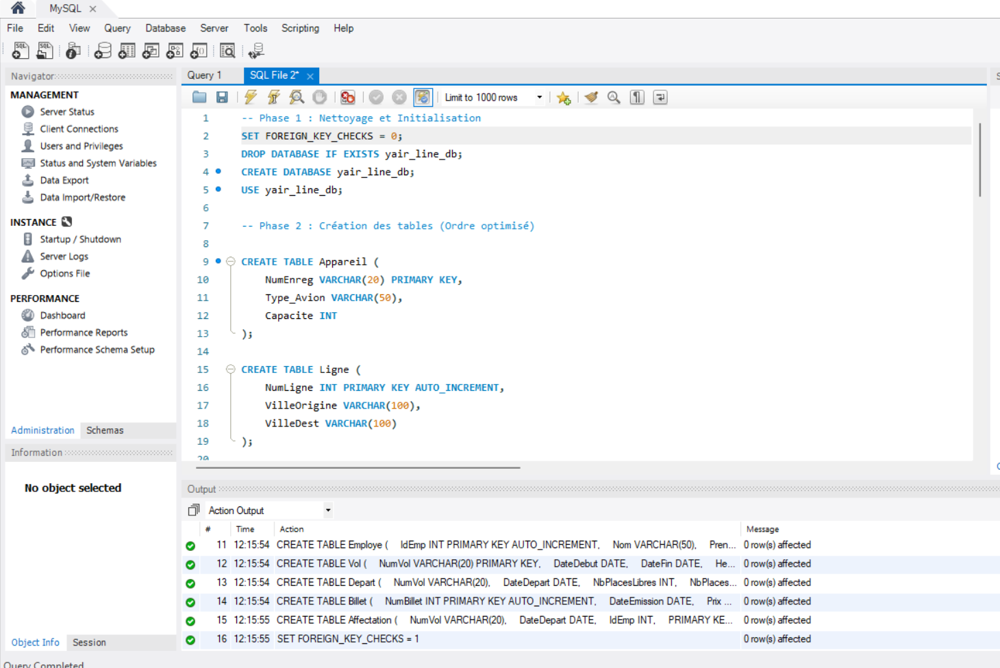 MySQL
File Edit View Query Database Server Tools Scripting Help
Navigator
MANAGEMENT
Server Status
Client Connections
Users and Privileges
Status and System Variables
Data Export
Data Import/Restore
INSTANCE
Startup / Shutdown
Server Logs
Options File
PERFORMANCE
Dashboard
Performance Reports
Performance Schema Setup
Administration Schemas
Information
No object selected
Object Info Session
Query Completed
Query 1 SQL File 2*
Limit to 1000 rows
1 -- Phase 1 : Nettoyage et Initialisation
2 SET FOREIGN_KEY_CHECKS = 0;
3 DROP DATABASE IF EXISTS yair_line_db;
4 CREATE DATABASE yair_line_db;
5 USE yair_line_db;
6
7 -- Phase 2 : Création des tables (Ordre optimisé)
8
9 CREATE TABLE Appareil (
10 NumEnreg VARCHAR(20) PRIMARY KEY,
11 Type_Avion VARCHAR(50),
12 Capacite INT
13 );
14
15 CREATE TABLE Ligne (
16 NumLigne INT PRIMARY KEY AUTO_INCREMENT,
17 VilleOrigine VARCHAR(100),
18 VilleDest VARCHAR(100)
19 );
20
Output
Action Output
# Time Action Message
11 12:15:54 CREATE TABLE Employe ( IdEmp INT PRIMARY KEY AUTO_INCREMENT, Nom VARCHAR(50), Pren... 0 row(s) affected
12 12:15:54 CREATE TABLE Vol ( NumVol VARCHAR(20) PRIMARY KEY, DateDebut DATE, DateFin DATE, He... 0 row(s) affected
13 12:15:54 CREATE TABLE Depart ( NumVol VARCHAR(20), DateDepart DATE, NbPlacesLibres INT, NbPlaces... 0 row(s) affected
14 12:15:54 CREATE TABLE Billet ( NumBillet INT PRIMARY KEY AUTO_INCREMENT, DateEmission DATE, Prix ... 0 row(s) affected
15 12:15:55 CREATE TABLE Affectation ( NumVol VARCHAR(20), DateDepart DATE, IdEmp INT, PRIMARY KE... 0 row(s) affected
16 12:15:55 SET FOREIGN_KEY_CHECKS = 1 0 row(s) affected